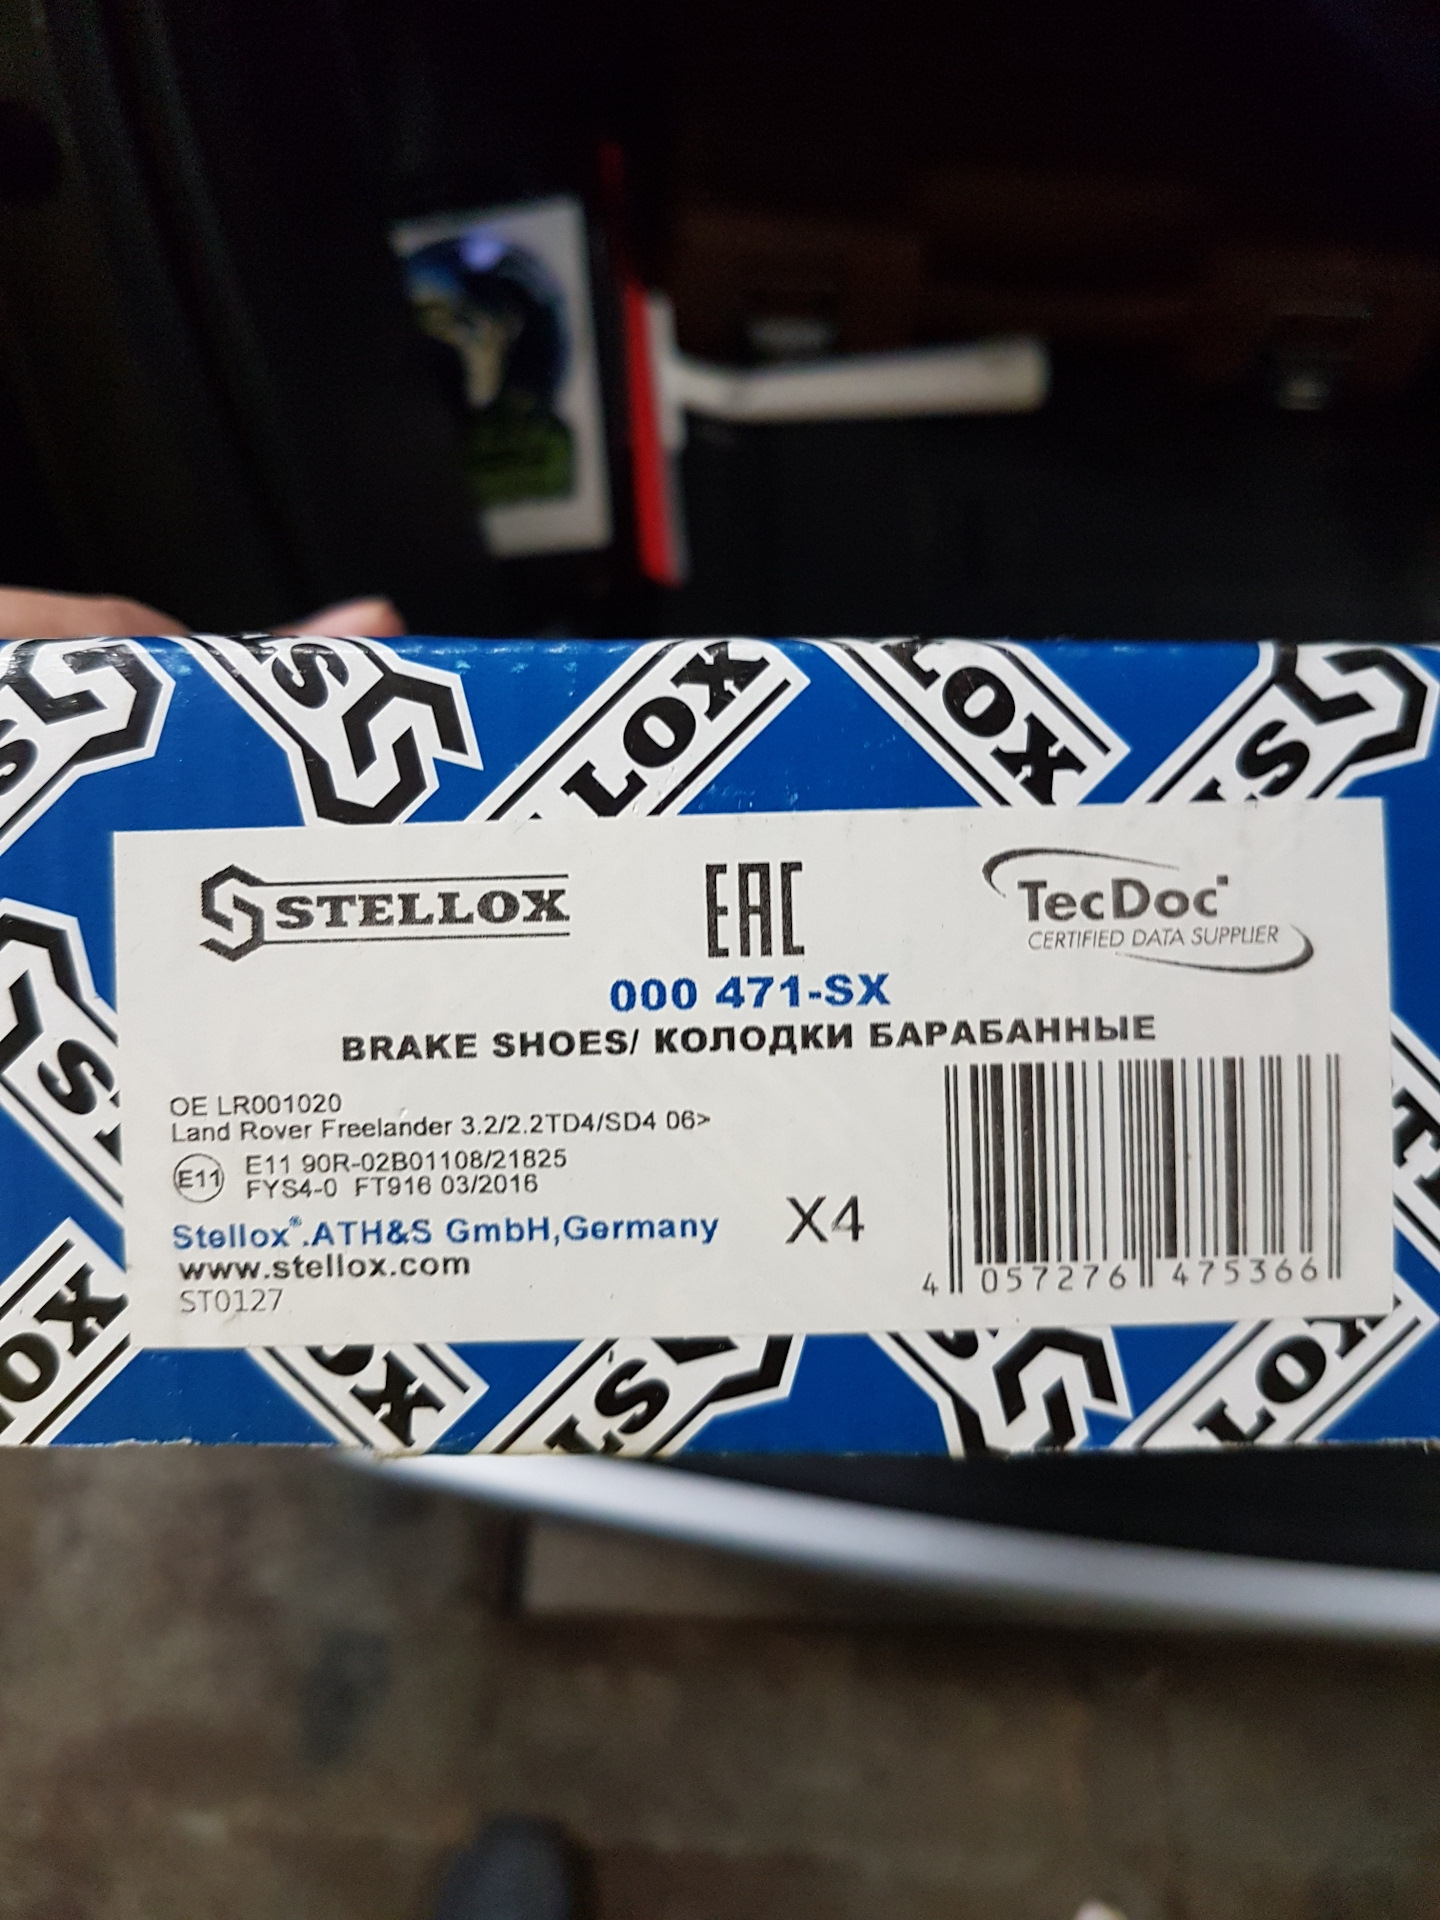 STELLOX
EAC
TecDoc
CERTIFIED DATA SUPPLIER
000 471-SX
BRAKE SHOES/ КОЛОДКИ БАРАБАННЫЕ
OE LR001020
Land Rover Freelander 3.2/2.2TD4/SD4 06>
E11
E11 90R-02B01108/21825
FYS4-0 FT916 03/2016
Stellox®.ATH&S GmbH,Germany
www.stellox.com
ST0127
X4
4 057276 475366